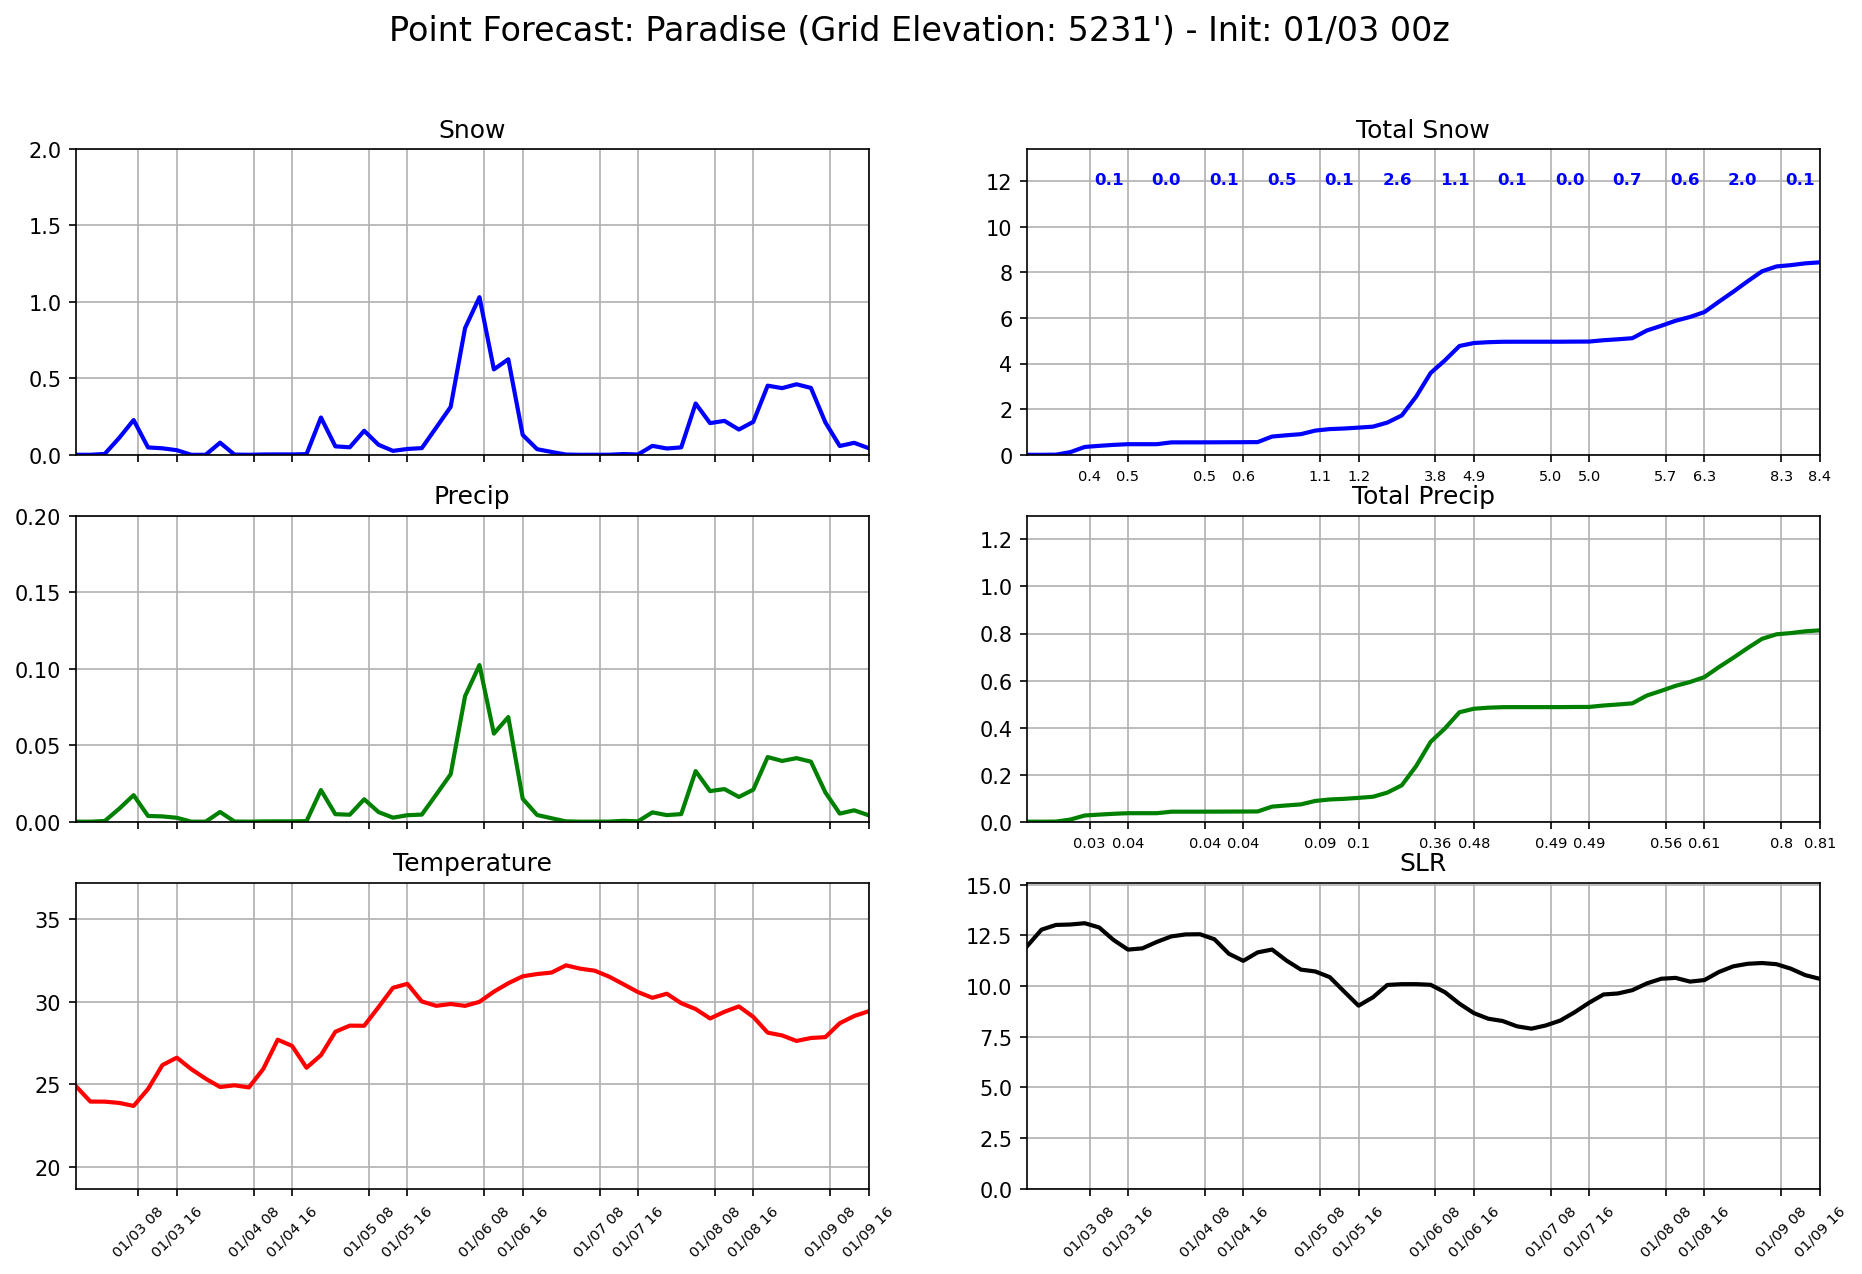 Point Forecast: Paradise (Grid Elevation: 5231') - Init: 01/03 00z
Snow
2.0
1.5
1.0
0.5
0.0
Total Snow
12
10
8
6
4
2
0
0.1 0.0 0.1 0.5 0.1 2.6 1.1 0.1 0.0 0.7 0.6 2.0 0.1
0.4 0.5 0.5 0.6 1.1 1.2 3.8 4.9 5.0 5.0 5.7 6.3 8.3 8.4
Precip
0.20
0.15
0.10
0.05
0.00
Total Precip
1.2
1.0
0.8
0.6
0.4
0.2
0.0
0.03 0.04 0.04 0.04 0.09 0.1 0.36 0.48 0.49 0.49 0.56 0.61 0.8 0.81
Temperature
35
30
25
20
01/03 08 01/03 16 01/04 08 01/04 16 01/05 08 01/05 16 01/06 08 01/06 16 01/07 08 01/07 16 01/08 08 01/08 16 01/09 08 01/09 16
SLR
15.0
12.5
10.0
7.5
5.0
2.5
0.0
01/03 08 01/03 16 01/04 08 01/04 16 01/05 08 01/05 16 01/06 08 01/06 16 01/07 08 01/07 16 01/08 08 01/08 16 01/09 08 01/09 16